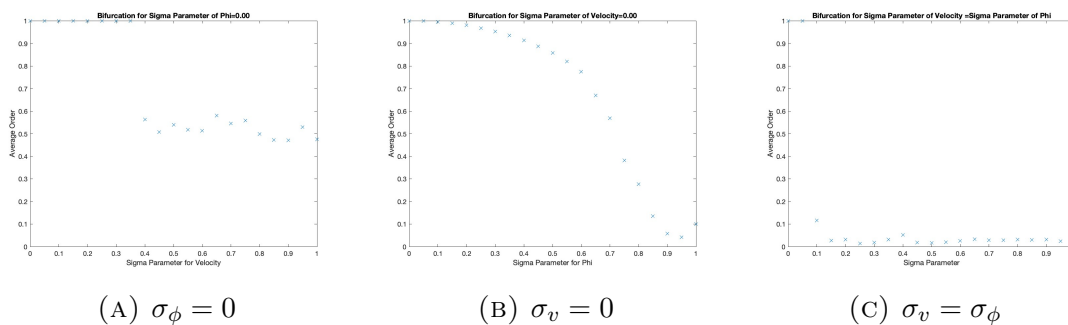 Bifurcation for Sigma Parameter of Phi=0.00
1
0.9
0.8
0.7
0.6
0.5
0.4
0.3
0.2
0.1
0
Average Order
0 0.1 0.2 0.3 0.4 0.5 0.6 0.7 0.8 0.9 1
Sigma Parameter for Velocity
(A) σ_ϕ = 0
Bifurcation for Sigma Parameter of Velocity=0.00
1
0.9
0.8
0.7
0.6
0.5
0.4
0.3
0.2
0.1
0
Average Order
0 0.1 0.2 0.3 0.4 0.5 0.6 0.7 0.8 0.9 1
Sigma Parameter for Phi
(B) σ_v = 0
Bifurcation for Sigma Parameter of Velocity =Sigma Parameter of Phi
1
0.9
0.8
0.7
0.6
0.5
0.4
0.3
0.2
0.1
0
Average Order
0 0.1 0.2 0.3 0.4 0.5 0.6 0.7 0.8 0.9
Sigma Parameter
(C) σ_v = σ_ϕ